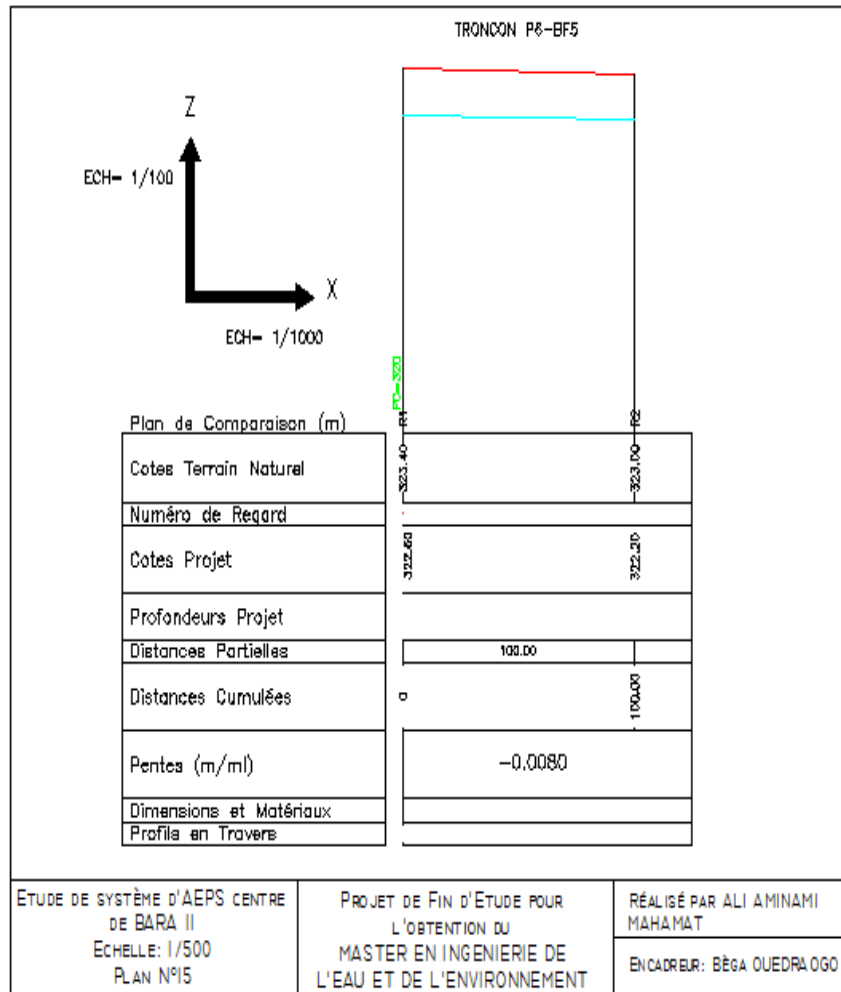 TRONCON P6-BF5
Z
ECH= 1/100
X
ECH= 1/1000
PC=320
Plan de Comparaison (m)
R1
R2
Cotes Terrain Naturel
323.40
323.00
Numéro de Regard
Cotes Projet
322.60
322.20
Profondeurs Projet
Distances Partielles
100.00
Distances Cumulées
0
100.00
Pentes (m/ml)
-0.0080
Dimensions et Matériaux
Profils en Travers
ETUDE DE SYSTÈME D'AEPS CENTRE
DE BARA II
ECHELLE: 1/500
PLAN N°15
PROJET DE FIN D'ETUDE POUR
L'OBTENTION DU
MASTER EN INGENIERIE DE
L'EAU ET DE L'ENVIRONNEMENT
RÉALISÉ PAR ALI AMINAMI
MAHAMAT
ENCADREUR: BÈGA OUEDRAOGO